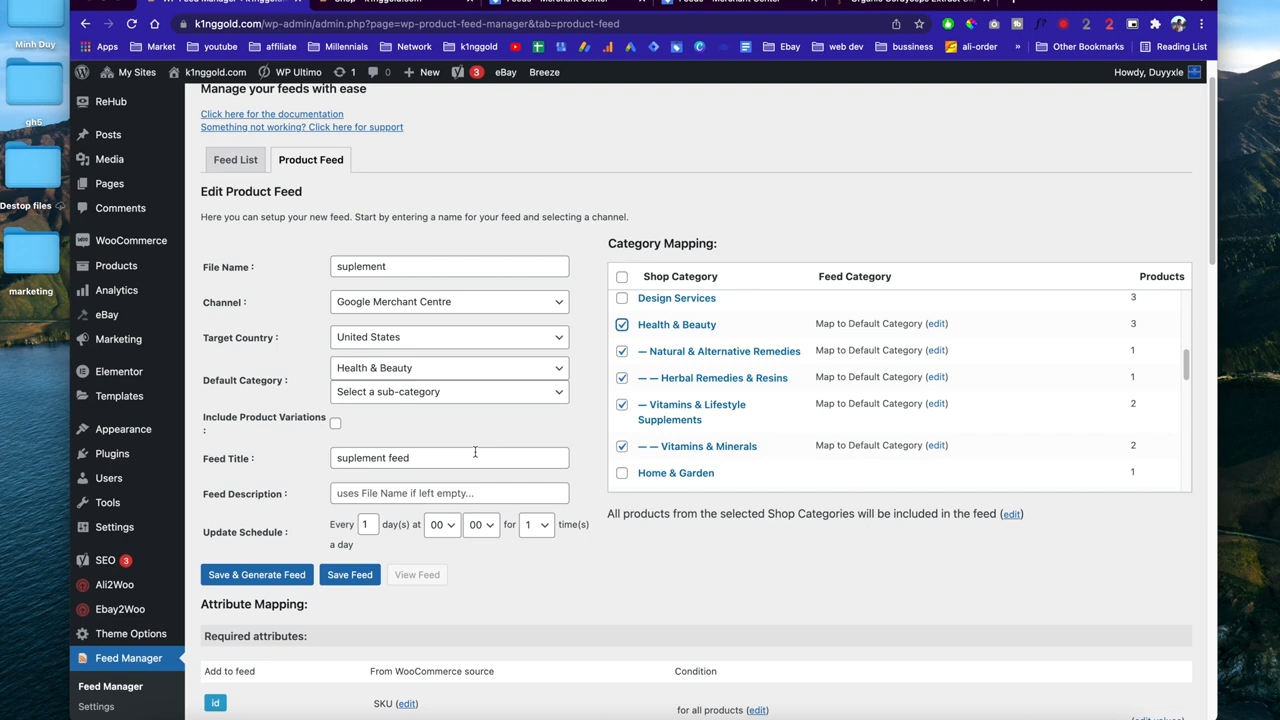 k1nggold.com/wp-admin/admin.php?page=wp-product-feed-manager&tab=product-feed
Apps
Market
youtube
affiliate
Millennials
Network
k1nggold
Ebay
web dev
bussiness
ali-order
»
Other Bookmarks
Reading List
Minh Duy
gh5
Destop files
marketing
My Sites
k1nggold.com
WP Ultimo
1
0
New
3
eBay
Breeze
Howdy, Duyyxle
ReHub
Posts
Media
Pages
Comments
WooCommerce
Products
Analytics
eBay
Marketing
Elementor
Templates
Appearance
Plugins
Users
Tools
Settings
SEO 3
Ali2Woo
Ebay2Woo
Theme Options
Feed Manager
Feed Manager
Settings
Manage your feeds with ease
Click here for the documentation
Something not working? Click here for support
Feed List
Product Feed
Edit Product Feed
Here you can setup your new feed. Start by entering a name for your feed and selecting a channel.
File Name :
suplement
Channel :
Google Merchant Centre
Target Country :
United States
Default Category :
Health & Beauty
Select a sub-category
Include Product Variations
:
Feed Title :
suplement feed
Feed Description :
uses File Name if left empty...
Update Schedule :
Every 1 day(s) at 00 00 for 1 time(s)
a day
Save & Generate Feed
Save Feed
View Feed
Category Mapping:
Shop Category
Feed Category
Products
Design Services
3
Health & Beauty
Map to Default Category (edit)
3
— Natural & Alternative Remedies
Map to Default Category (edit)
1
— — Herbal Remedies & Resins
Map to Default Category (edit)
1
— Vitamins & Lifestyle
Supplements
Map to Default Category (edit)
2
— — Vitamins & Minerals
Map to Default Category (edit)
2
Home & Garden
1
All products from the selected Shop Categories will be included in the feed (edit)
Attribute Mapping:
Required attributes:
Add to feed
From WooCommerce source
Condition
id
SKU (edit)
for all products (edit)